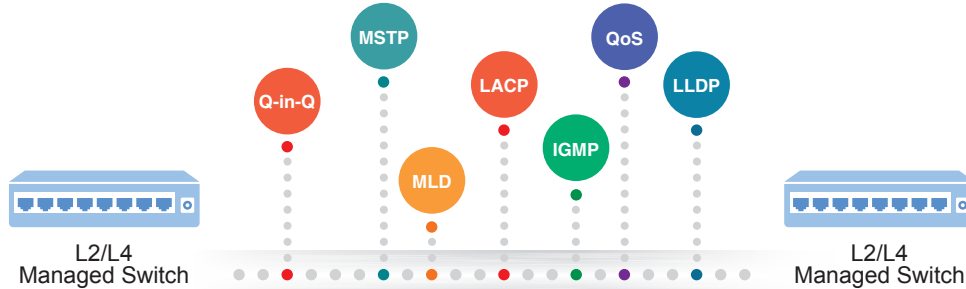 Q-in-Q
MSTP
MLD
LACP
IGMP
QoS
LLDP
L2/L4
Managed Switch
L2/L4
Managed Switch